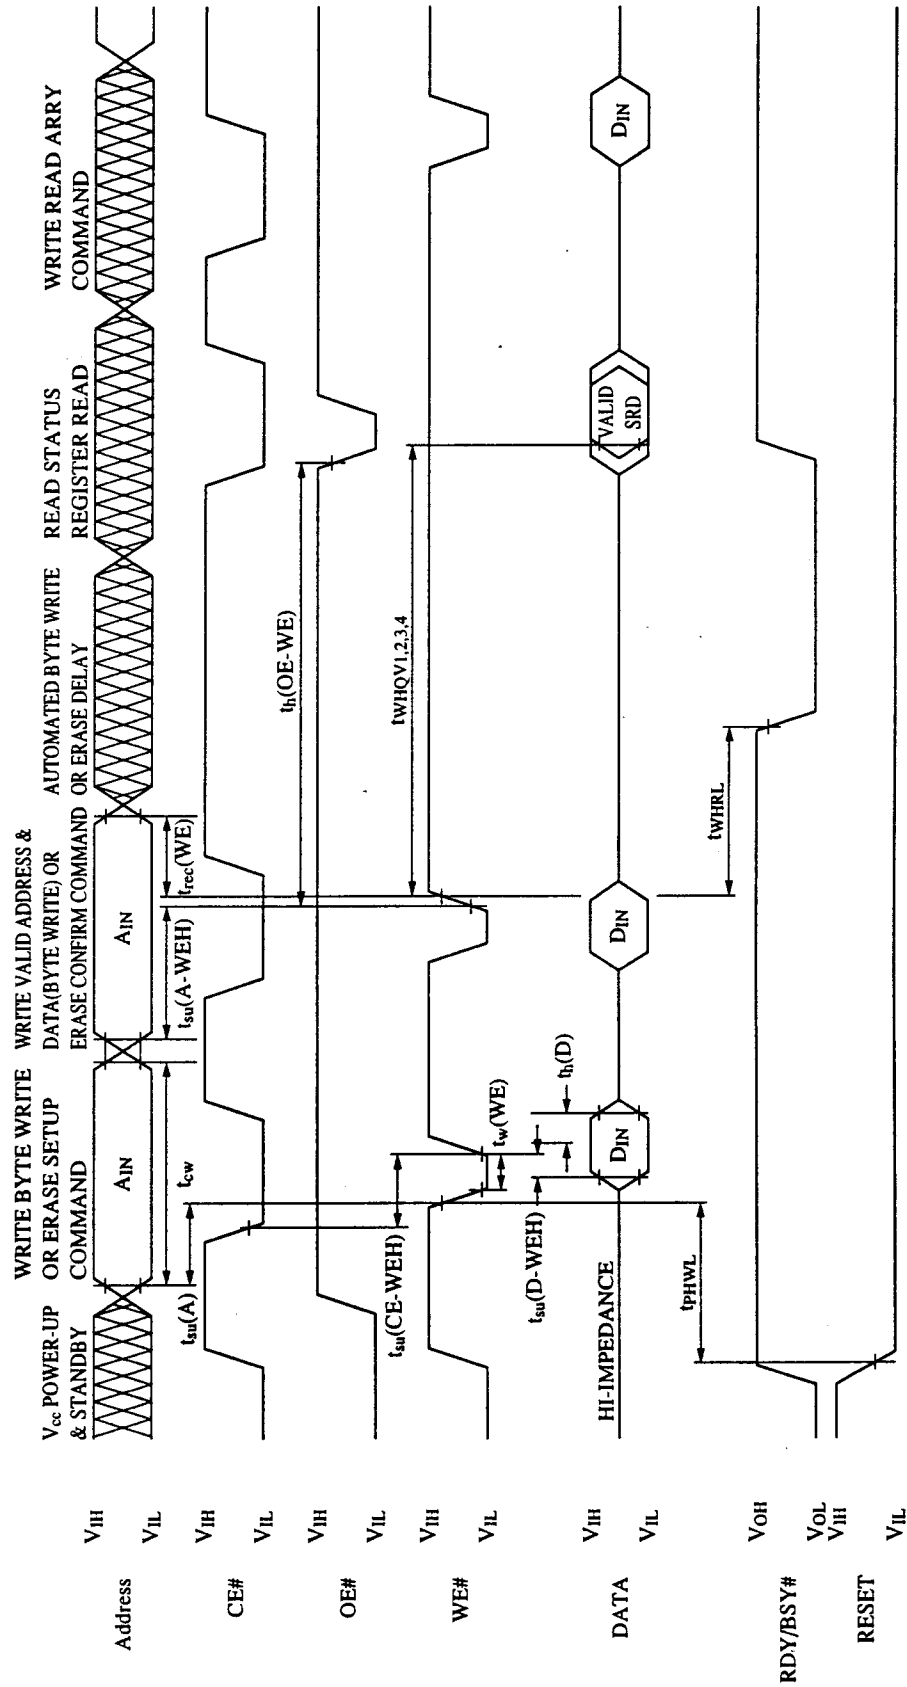 Vcc POWER-UP
& STANDBY
WRITE BYTE WRITE
OR ERASE SETUP
COMMAND
WRITE VALID ADDRESS &
DATA(BYTE WRITE) OR
ERASE CONFIRM COMMAND
AUTOMATED BYTE WRITE
OR ERASE DELAY
READ STATUS
REGISTER READ
WRITE READ ARRY
COMMAND
Address
VIH
VIL
AIN
AIN
tsu(A)
tcw
tsu(A-WEH)
trec(WE)
CE#
VIH
VIL
OE#
VIH
VIL
th(OE-WE)
WE#
VIH
VIL
tsu(CE-WEH)
tw(WE)
tWHQV1,2,3,4
tsu(D-WEH)
th(D)
DATA
VIH
VIL
HI-IMPEDANCE
DIN
DIN
VALID
SRD
DIN
tPHWL
tWHRL
RDY/BSY#
VOH
VOL
RESET
VIH
VIL